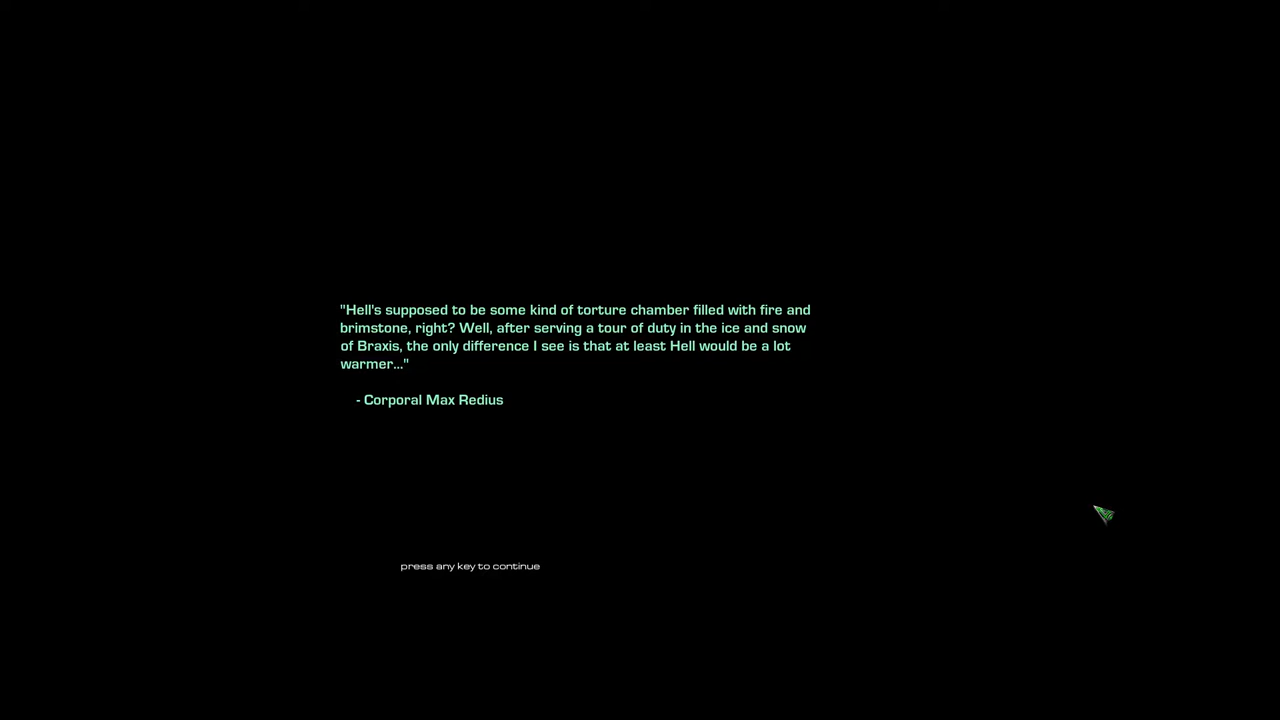 "Hell's supposed to be some kind of torture chamber filled with fire and
brimstone, right? Well, after serving a tour of duty in the ice and snow
of Braxis, the only difference I see is that at least Hell would be a lot
warmer..."
- Corporal Max Redius
press any key to continue